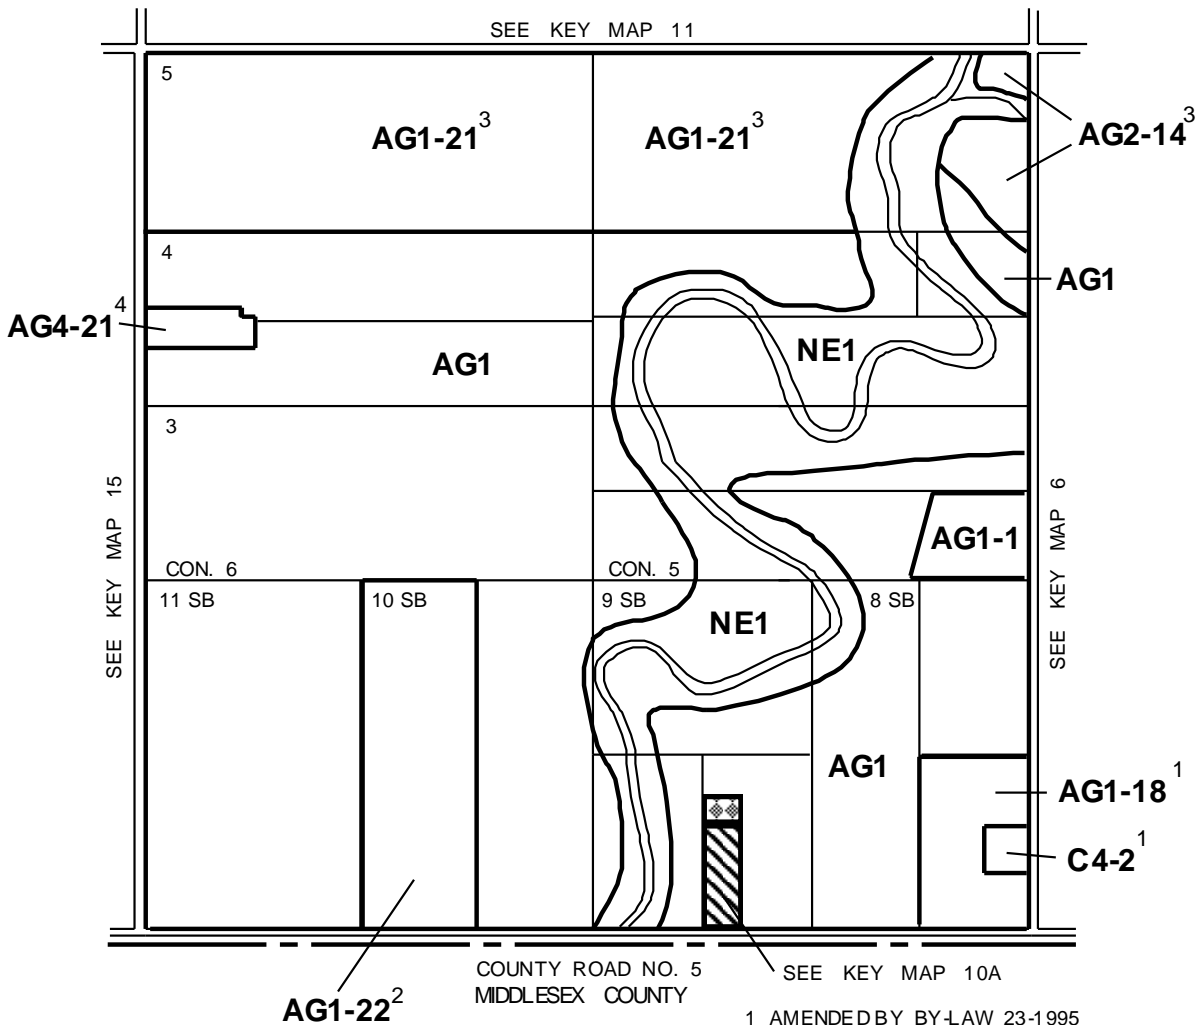 SEE KEY MAP 11
5
AG1-21³
AG1-21³
AG2-14³
4
AG1
AG4-21⁴
NE1
AG1
3
SEE KEY MAP 15
SEE KEY MAP 6
AG1-1
CON. 6
CON. 5
11 SB
10 SB
9 SB
8 SB
NE1
AG1
AG1-18¹
C4-2¹
COUNTY ROAD NO. 5
SEE KEY MAP 10A
MIDDLESEX COUNTY
AG1-22²
1 AMENDED BY BY-LAW 23-1995